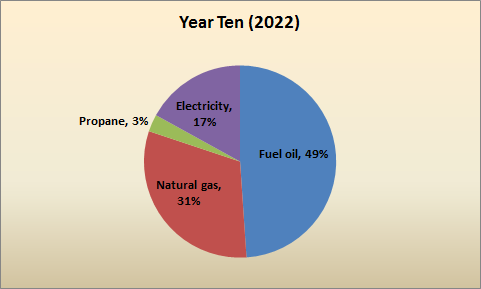 Year Ten (2022)
Electricity,
17%
Propane, 3%
Fuel oil, 49%
Natural gas,
31%